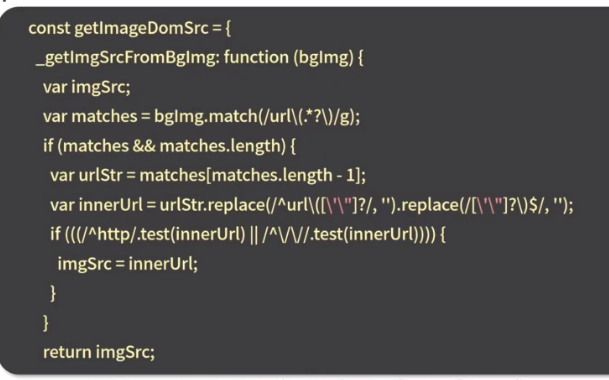 const getImageDomSrc = {
_getImgSrcFromBgImg: function (bgImg) {
var imgSrc;
var matches = bgImg.match(/url\(.*?\)/g);
if (matches && matches.length) {
var urlStr = matches[matches.length - 1];
var innerUrl = urlStr.replace(/^url\([\'\"]?/, '').replace(/[\'\"]?\)$/, '');
if (((/^http/.test(innerUrl) || /^\/\//.test(innerUrl)))) {
imgSrc = innerUrl;
}
}
return imgSrc;